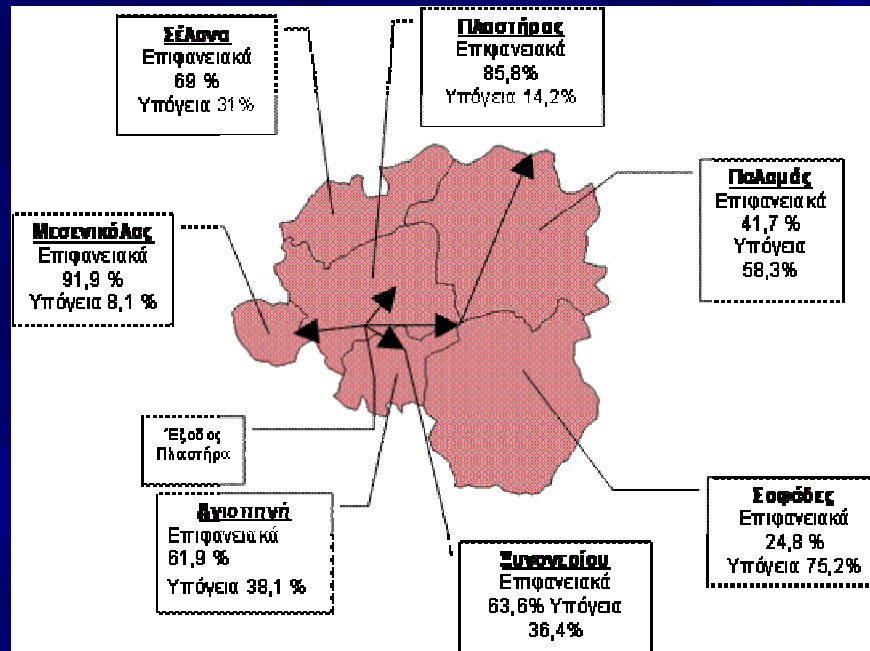 Σέλανα
Επιφανειακά
69 %
Υπόγεια 31%
Πλαστήρας
Επιφανειακά
85,8%
Υπόγεια 14,2%
Παλαμάς
Επιφανειακά
41,7 %
Υπόγεια
58,3%
Μεσενικόλας
Επιφανειακά
91,9 %
Υπόγεια 8,1 %
Έξοδος
Πλαστήρα
Αγιοπηγή
Επιφανειακά
61,9 %
Υπόγεια 38,1 %
Ξυνονερίου
Επιφανειακά
63,6% Υπόγεια
36,4%
Σοφάδες
Επιφανειακά
24,8 %
Υπόγεια 75,2%